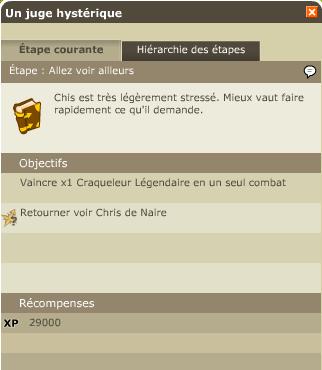 Un juge hystérique
Étape courante
Hiérarchie des étapes
Étape : Allez voir ailleurs
Chis est très légèrement stressé. Mieux vaut faire
rapidement ce qu'il demande.
Objectifs
Vaincre x1 Craqueleur Légendaire en un seul combat
Retourner voir Chris de Naire
Récompenses
XP 29000